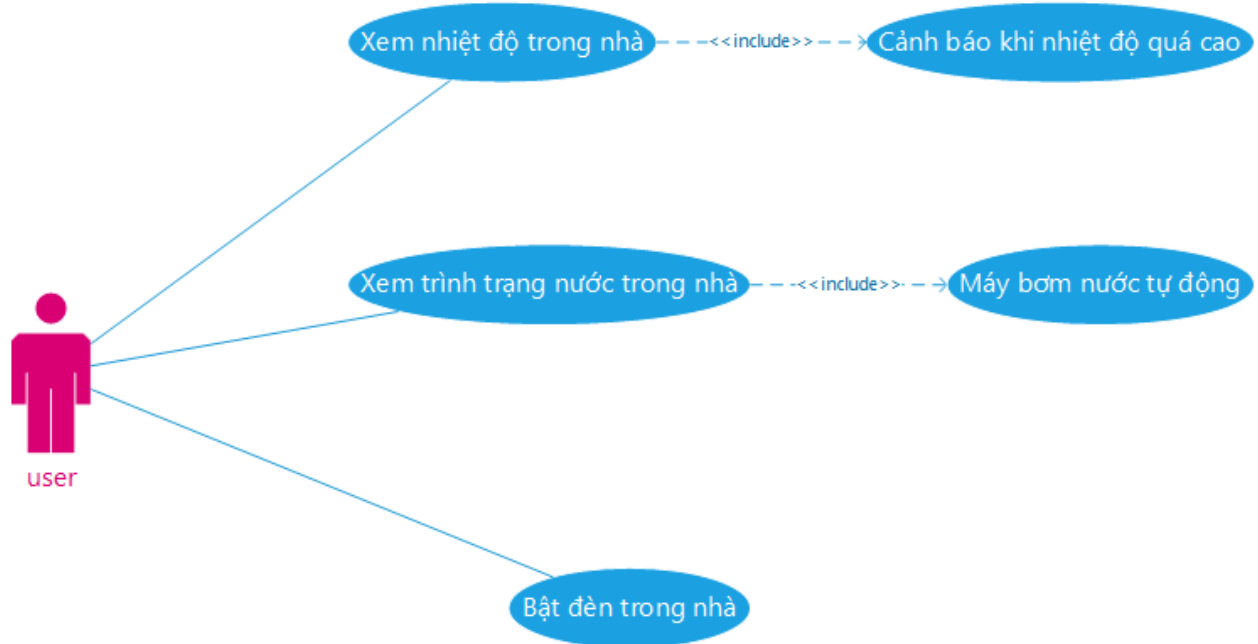 Xem nhiệt độ trong nhà
<<include>>
Cảnh báo khi nhiệt độ quá cao
Xem trình trạng nước trong nhà
<<include>>
Máy bơm nước tự động
user
Bật đèn trong nhà